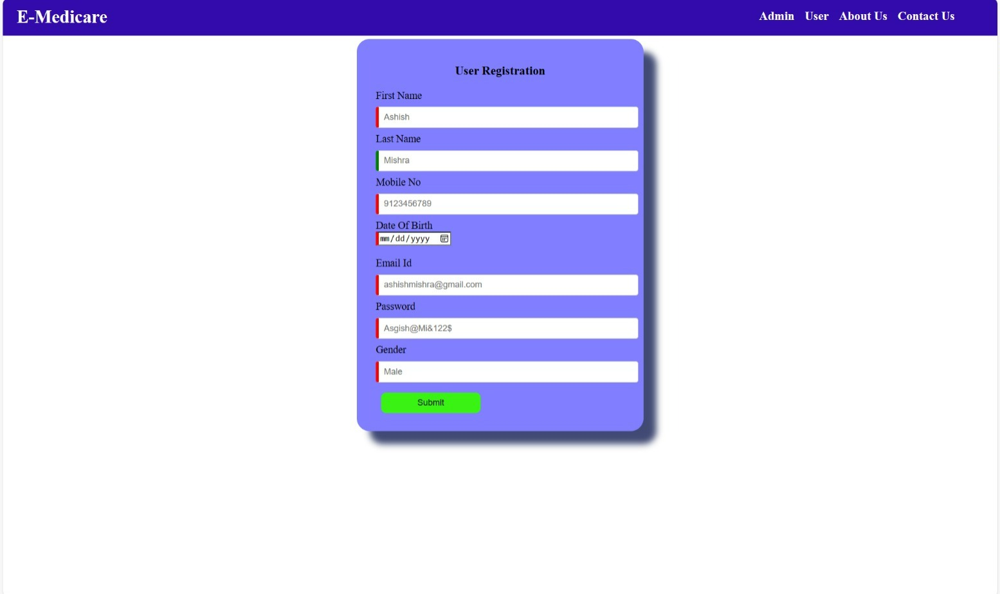 E-Medicare Admin User About Us Contact Us
User Registration
First Name
Ashish
Last Name
Mishra
Mobile No
9123456789
Date Of Birth
mm/dd/yyyy
Email Id
ashishmishra@gmail.com
Password
Asgish@Mi&122$
Gender
Male
Submit